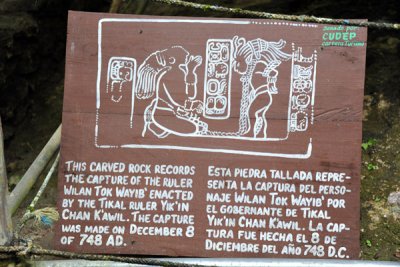 Donado por:
CUDEP
THIS CARVED ROCK RECORDS
THE CAPTURE OF THE RULER
WILAN TOK WAYIB' ENACTED
BY THE TIKAL RULER YIK'IN
CHAN K'AWIL. THE CAPTURE
WAS MADE ON DECEMBER 8
OF 748 AD.
ESTA PIEDRA TALLADA REPRE-
SENTA LA CAPTURA DEL PERSO-
NAJE WILAN TOK WAYIB' POR
EL GOBERNANTE DE TIKAL
YIK'IN CHAN K'AWIL. LA CAP-
TURA FUE HECHA EL 8 DE
DICIEMBRE DEL AÑO 748 D.C.